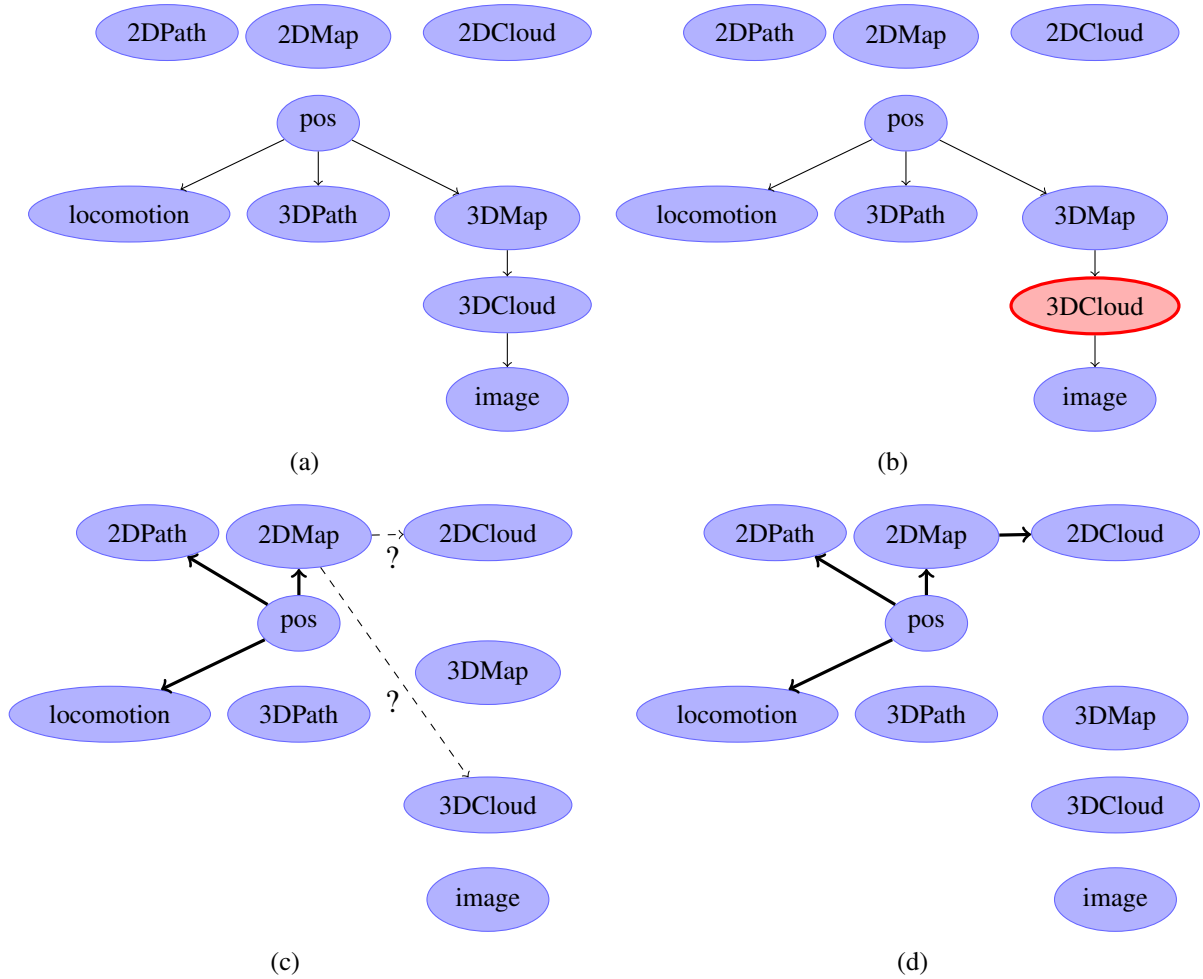 2DPath 2DMap 2DCloud
pos
locomotion 3DPath 3DMap
3DCloud
image
(a)
2DPath 2DMap 2DCloud
pos
locomotion 3DPath 3DMap
3DCloud
image
(b)
2DPath 2DMap 2DCloud
?
pos
3DMap
locomotion 3DPath ?
3DCloud
image
(c)
2DPath 2DMap 2DCloud
pos
locomotion 3DPath 3DMap
3DCloud
image
(d)